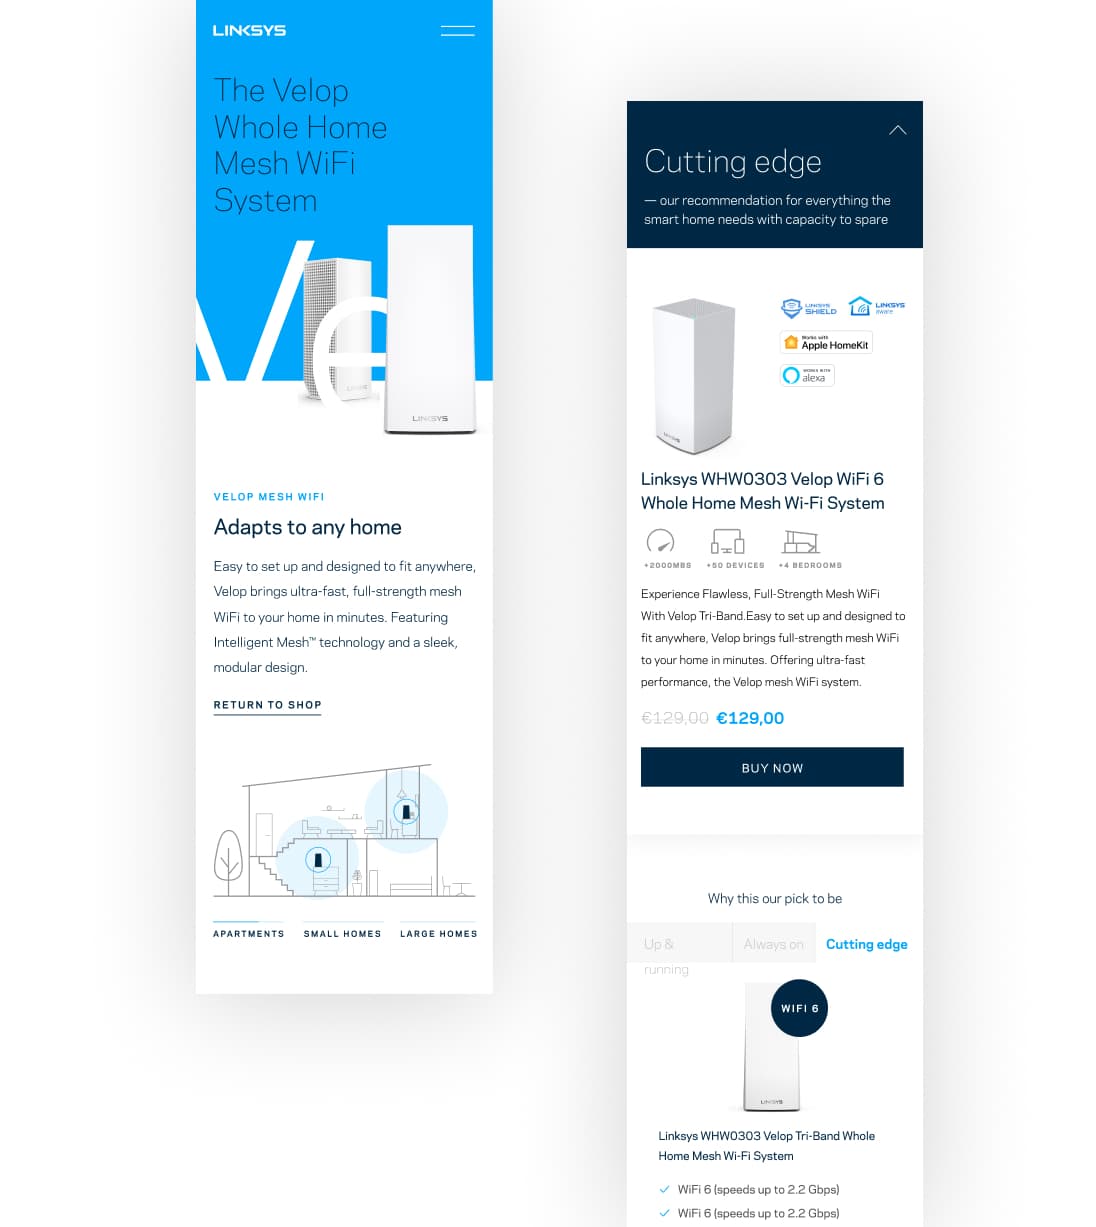 LINKSYS
The Velop
Whole Home
Mesh WiFi
System
Ve
LINKSYS
LINKSYS
VELOP MESH WIFI
Adapts to any home
Easy to set up and designed to fit anywhere,
Velop brings ultra-fast, full-strength mesh
WiFi to your home in minutes. Featuring
Intelligent Mesh™ technology and a sleek,
modular design.
RETURN TO SHOP
APARTMENTS SMALL HOMES LARGE HOMES
Cutting edge
— our recommendation for everything the
smart home needs with capacity to spare
LINKSYS
SHIELD
LINKSYS
aware
Works with
Apple HomeKit
WORKS WITH
alexa
LINKSYS
Linksys WHW0303 Velop WiFi 6
Whole Home Mesh Wi-Fi System
+2000MBS +50 DEVICES +4 BEDROOMS
Experience Flawless, Full-Strength Mesh WiFi
With Velop Tri-Band.Easy to set up and designed to
fit anywhere, Velop brings full-strength mesh WiFi
to your home in minutes. Offering ultra-fast
performance, the Velop mesh WiFi system.
€129,00 €129,00
BUY NOW
Why this our pick to be
Up &
running
Always on
Cutting edge
WIFI 6
LINKSYS
Linksys WHW0303 Velop Tri-Band Whole
Home Mesh Wi-Fi System
WiFi 6 (speeds up to 2.2 Gbps)
WiFi 6 (speeds up to 2.2 Gbps)